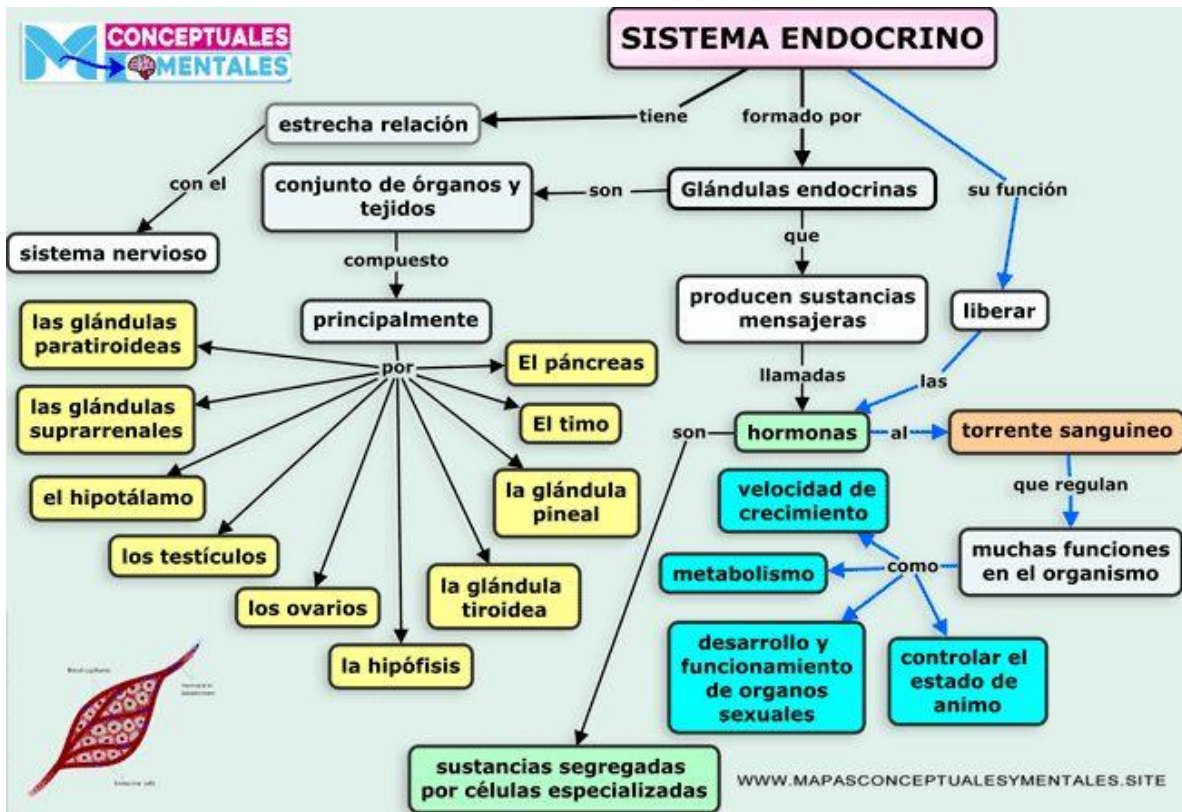 CONCEPTUALES
MENTALES
SISTEMA ENDOCRINO
tiene
formado por
su función
estrecha relación
con el
sistema nervioso
conjunto de órganos y
tejidos
son
Glándulas endocrinas
compuesto
que
principalmente
producen sustancias
mensajeras
liberar
por
llamadas
las
las glándulas
paratiroideas
las glándulas
suprarrenales
el hipotálamo
los testículos
los ovarios
la hipófisis
la glándula
tiroidea
la glándula
pineal
El timo
El páncreas
son
hormonas
al
torrente sanguineo
que regulan
muchas funciones
en el organismo
como
velocidad de
crecimiento
metabolismo
desarrollo y
funcionamiento
de organos
sexuales
controlar el
estado de
animo
sustancias segregadas
por células especializadas
WWW.MAPASCONCEPTUALESYMENTALES.SITE